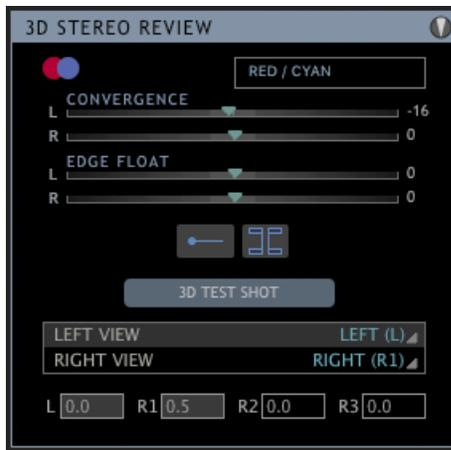 3D STEREO REVIEW
RED / CYAN
CONVERGENCE
L -16
R 0
EDGE FLOAT
L 0
R 0
3D TEST SHOT
LEFT VIEW LEFT (L)
RIGHT VIEW RIGHT (R1)
L 0.0 R1 0.5 R2 0.0 R3 0.0